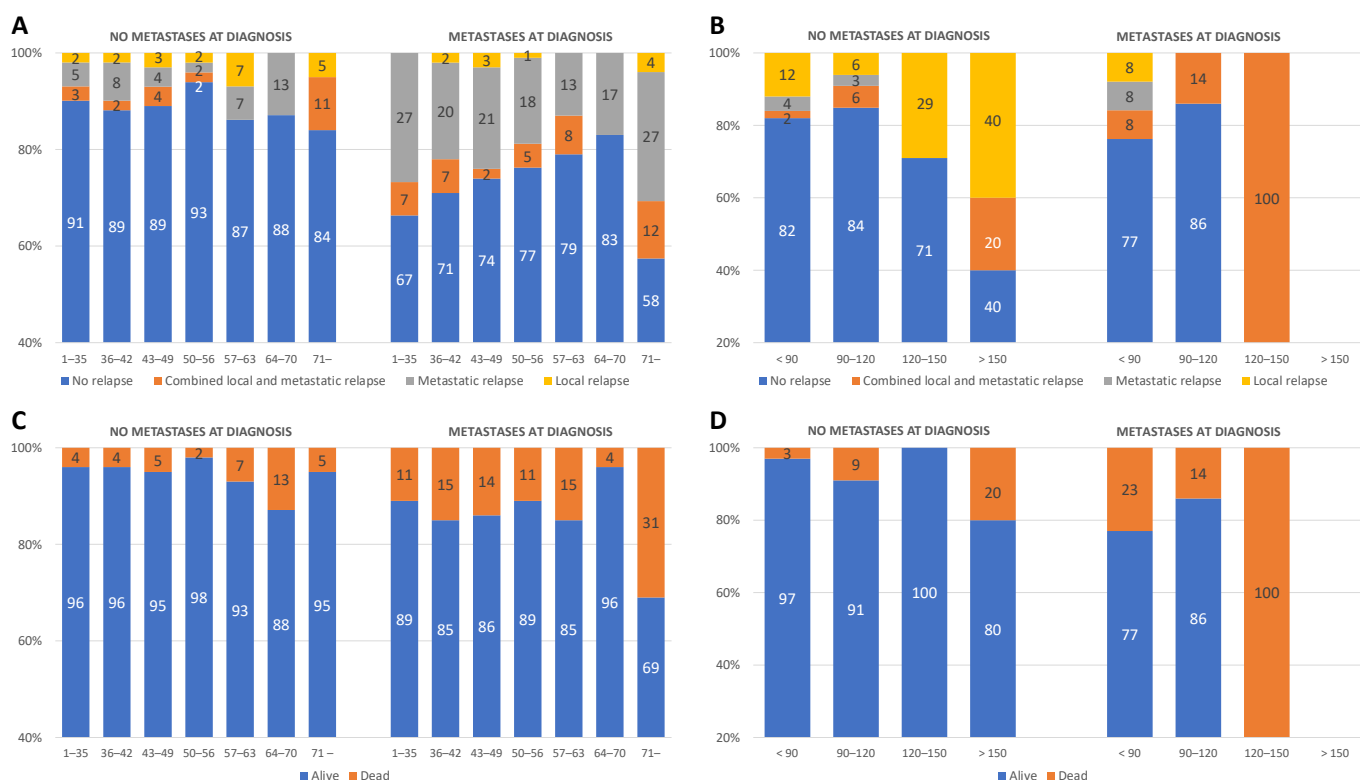 A
NO METASTASES AT DIAGNOSIS METASTASES AT DIAGNOSIS
100%
80%
60%
40%
2 2 3 2 7 13 5 2 3 1 4
5 8 4 2 7 11 27 20 21 18 13 17 27
3 2 4 2 7 7 2 5 8 12
91 89 89 93 87 88 84 67 71 74 77 79 83 58
1–35 36–42 43–49 50–56 57–63 64–70 71– 1–35 36–42 43–49 50–56 57–63 64–70 71–
No relapse Combined local and metastatic relapse Metastatic relapse Local relapse
B
NO METASTASES AT DIAGNOSIS METASTASES AT DIAGNOSIS
100%
80%
60%
40%
20%
12 6 29 40 8 14 100
4 3 20 8
2 6 8
82 84 71 40 77 86
< 90 90–120 120–150 > 150 < 90 90–120 120–150 > 150
No relapse Combined local and metastatic relapse Metastatic relapse Local relapse
C
NO METASTASES AT DIAGNOSIS METASTASES AT DIAGNOSIS
100%
80%
60%
40%
4 4 5 2 7 13 5 11 15 14 11 15 4 31
96 96 95 98 93 88 95 89 85 86 89 85 96 69
1–35 36–42 43–49 50–56 57–63 64–70 71 – 1–35 36–42 43–49 50–56 57–63 64–70 71–
Alive Dead
D
NO METASTASES AT DIAGNOSIS METASTASES AT DIAGNOSIS
100%
80%
60%
40%
20%
3 9 20 23 14 100
97 91 100 80 77 86
< 90 90–120 120–150 > 150 < 90 90–120 120–150 > 150
Alive Dead